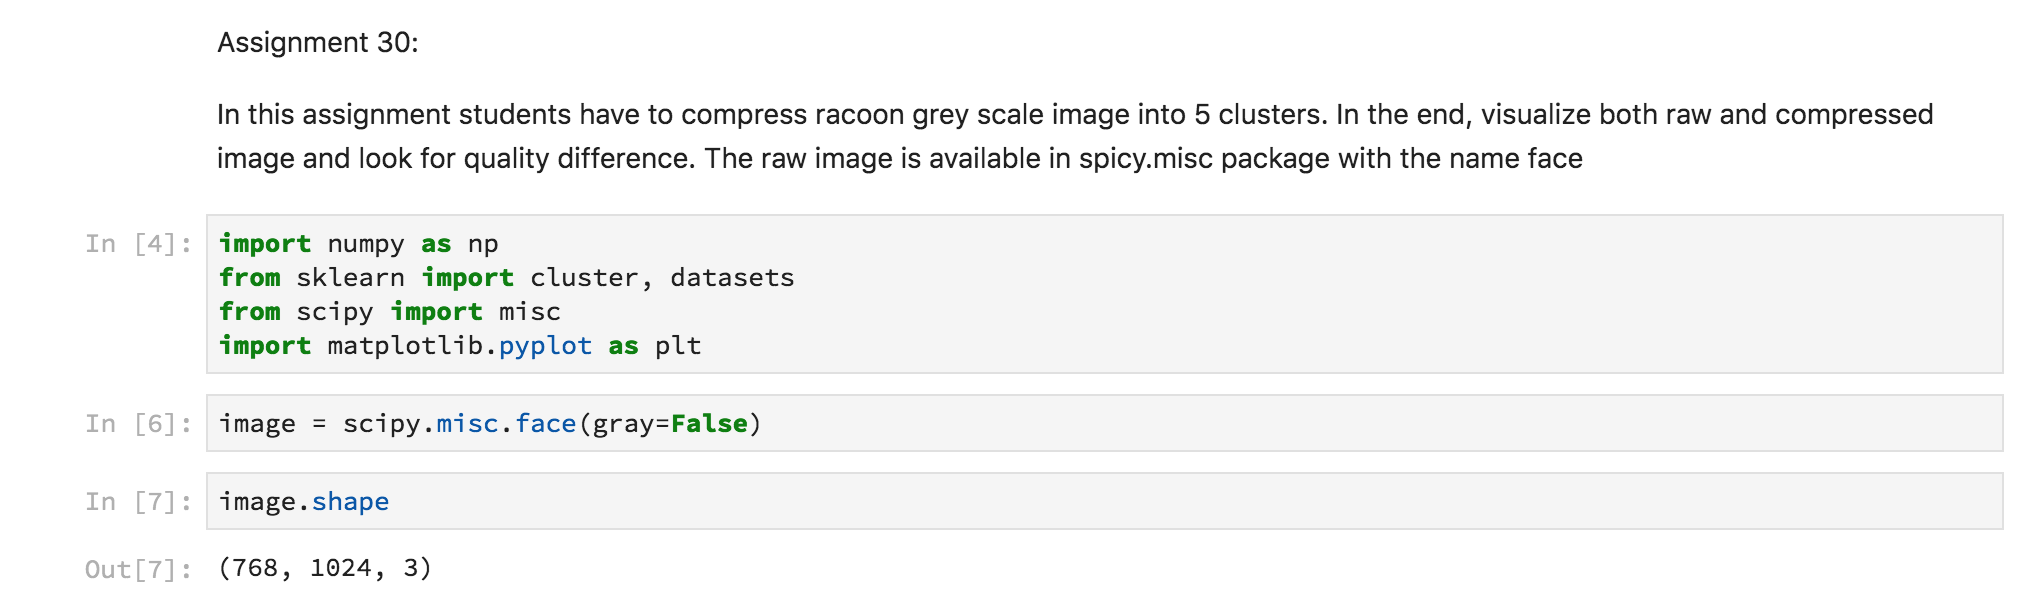 Assignment 30:
In this assignment students have to compress racoon grey scale image into 5 clusters. In the end, visualize both raw and compressed
image and look for quality difference. The raw image is available in spicy.misc package with the name face
In [4]: import numpy as np
from sklearn import cluster, datasets
from scipy import misc
import matplotlib.pyplot as plt
In [6]: image = scipy.misc.face(gray=False)
In [7]: image.shape
Out[7]: (768, 1024, 3)